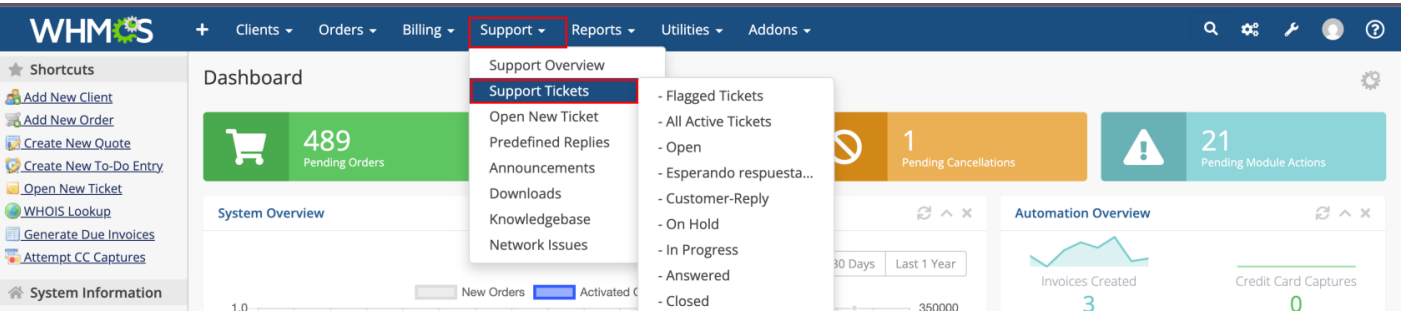 WHMCS
+ Clients Orders Billing Support Reports Utilities Addons
Shortcuts
Add New Client
Add New Order
Create New Quote
Create New To-Do Entry
Open New Ticket
WHOIS Lookup
Generate Due Invoices
Attempt CC Captures
System Information
Dashboard
Support Overview
Support Tickets
Open New Ticket
Predefined Replies
Announcements
Downloads
Knowledgebase
Network Issues
- Flagged Tickets
- All Active Tickets
- Open
- Esperando respuesta...
- Customer-Reply
- On Hold
- In Progress
- Answered
- Closed
489
Pending Orders
1
Pending Cancellations
21
Pending Module Actions
System Overview
Days Last 1 Year
New Orders Activated
1.0
350000
Automation Overview
Invoices Created
3
Credit Card Captures
0